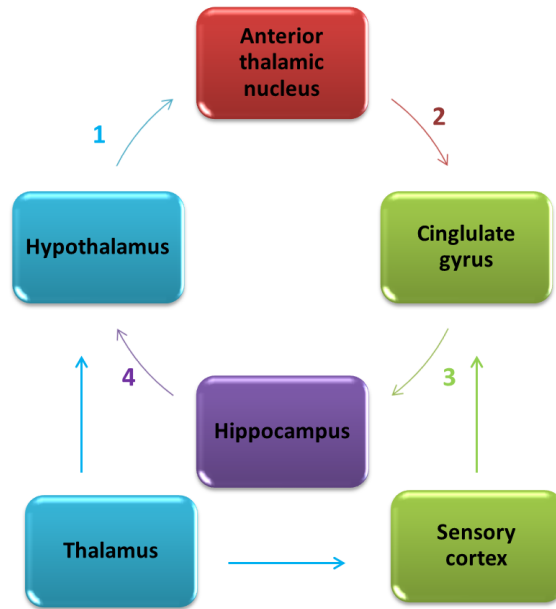 Anterior
thalamic
nucleus
1
2
Hypothalamus
Cinglulate
gyrus
4
3
Hippocampus
Thalamus
Sensory
cortex